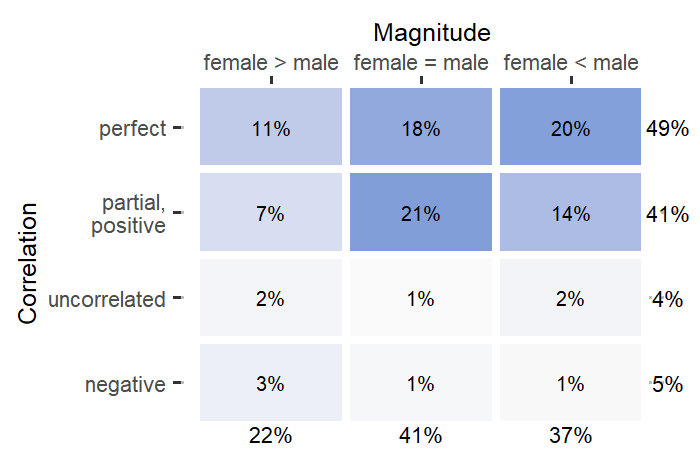 Magnitude
female > male female = male female < male
perfect 11% 18% 20% 49%
partial,
positive 7% 21% 14% 41%
Correlation
uncorrelated 2% 1% 2% 4%
negative 3% 1% 1% 5%
22% 41% 37%